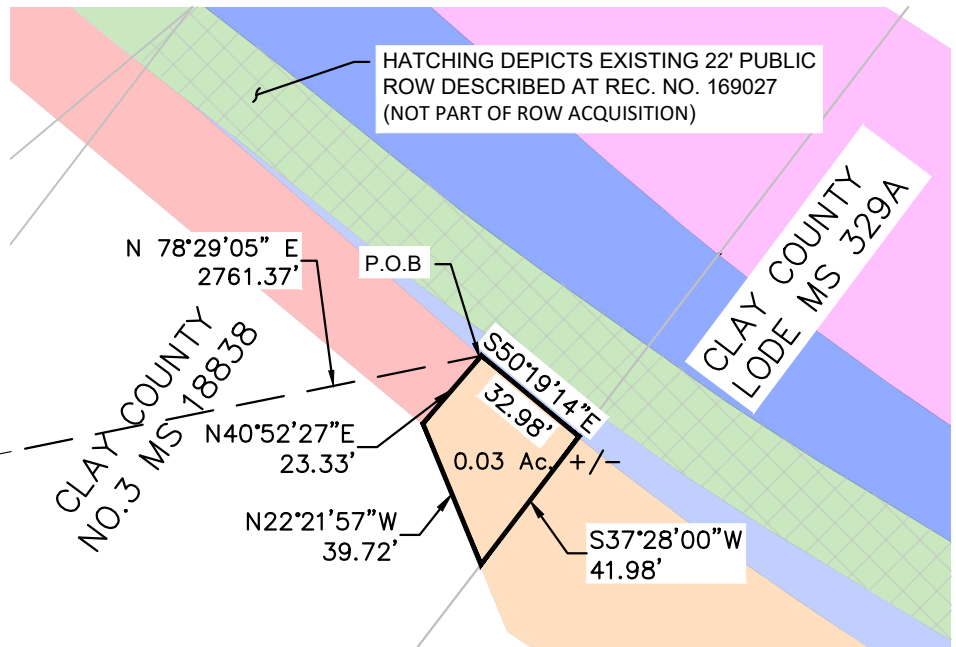 HATCHING DEPICTS EXISTING 22' PUBLIC
ROW DESCRIBED AT REC. NO. 169027
(NOT PART OF ROW ACQUISITION)
CLAY COUNTY
LODE MS 329A
N 78°29'05" E
2761.37'
P.O.B
CLAY COUNTY
NO.3 MS 18838
S50°19'14"E
32.98'
N40°52'27"E
23.33'
0.03 Ac. +/-
N22°21'57"W
39.72'
S37°28'00"W
41.98'